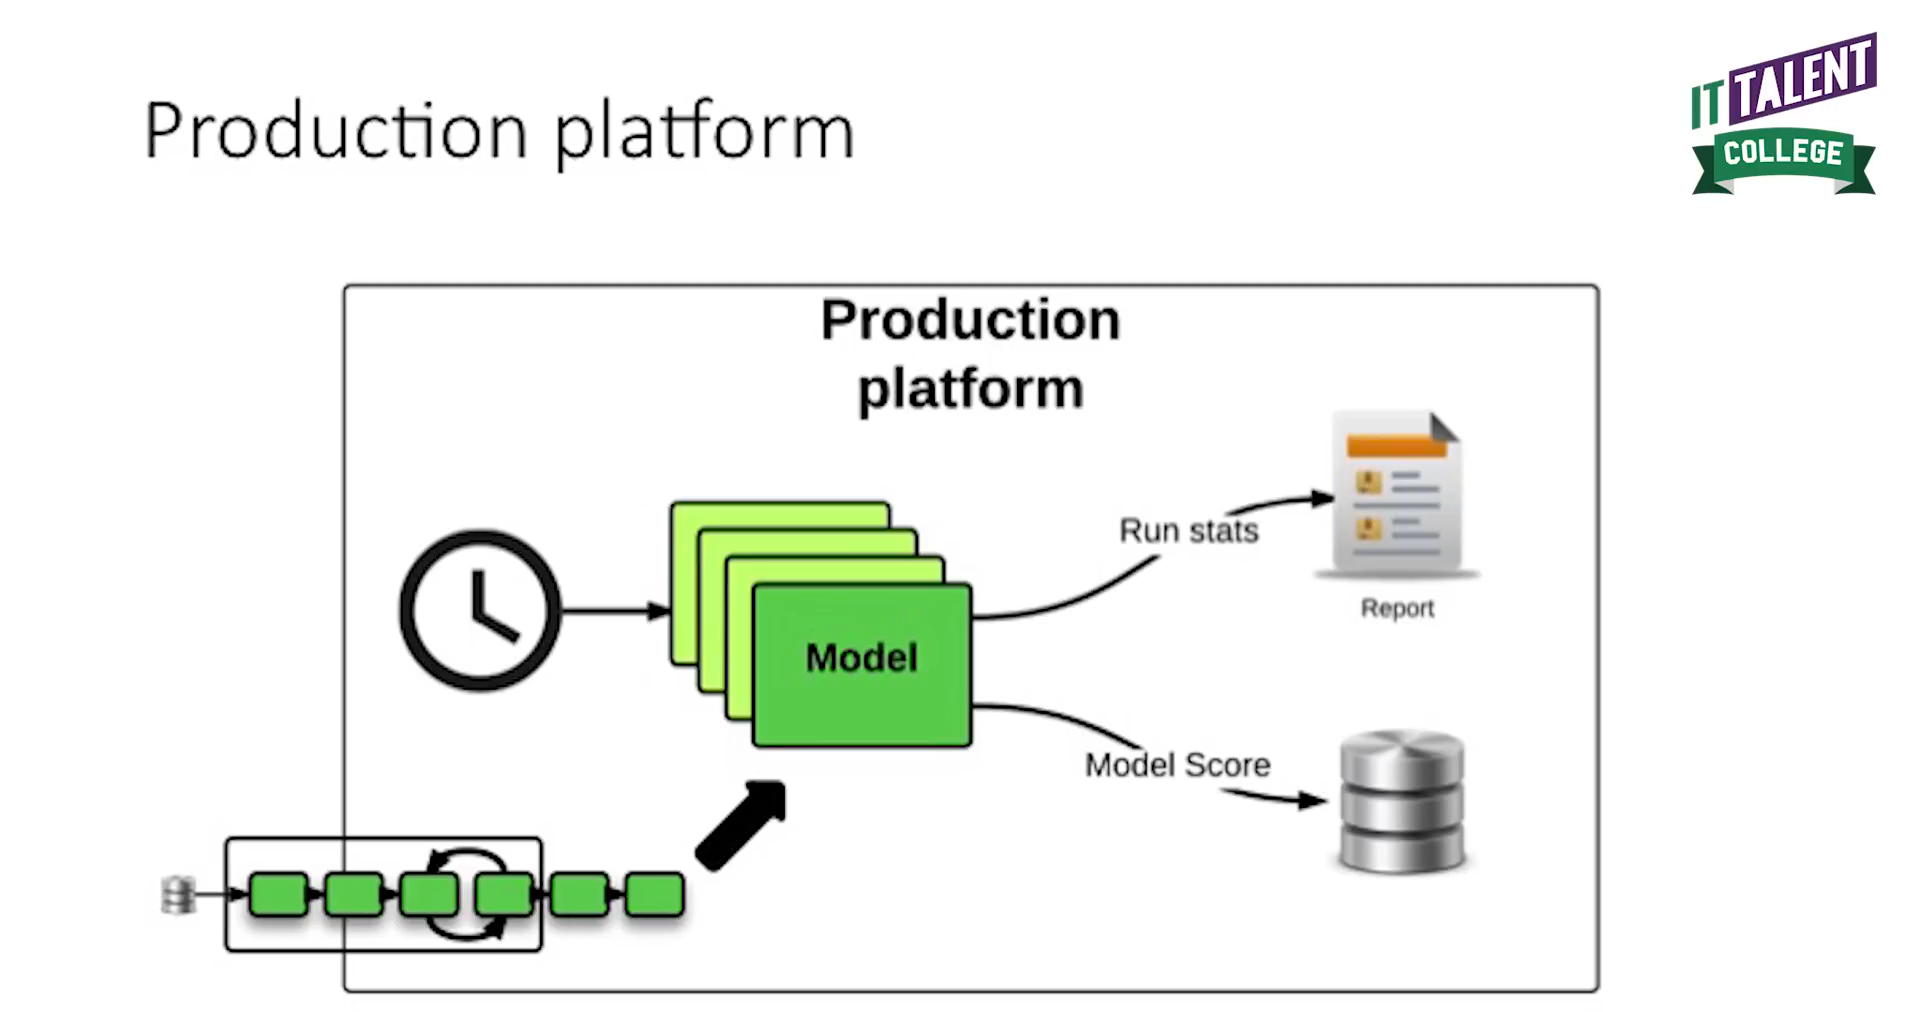 Production platform
IT TALENT
COLLEGE
Production
platform
Run stats
Report
Model
Model Score